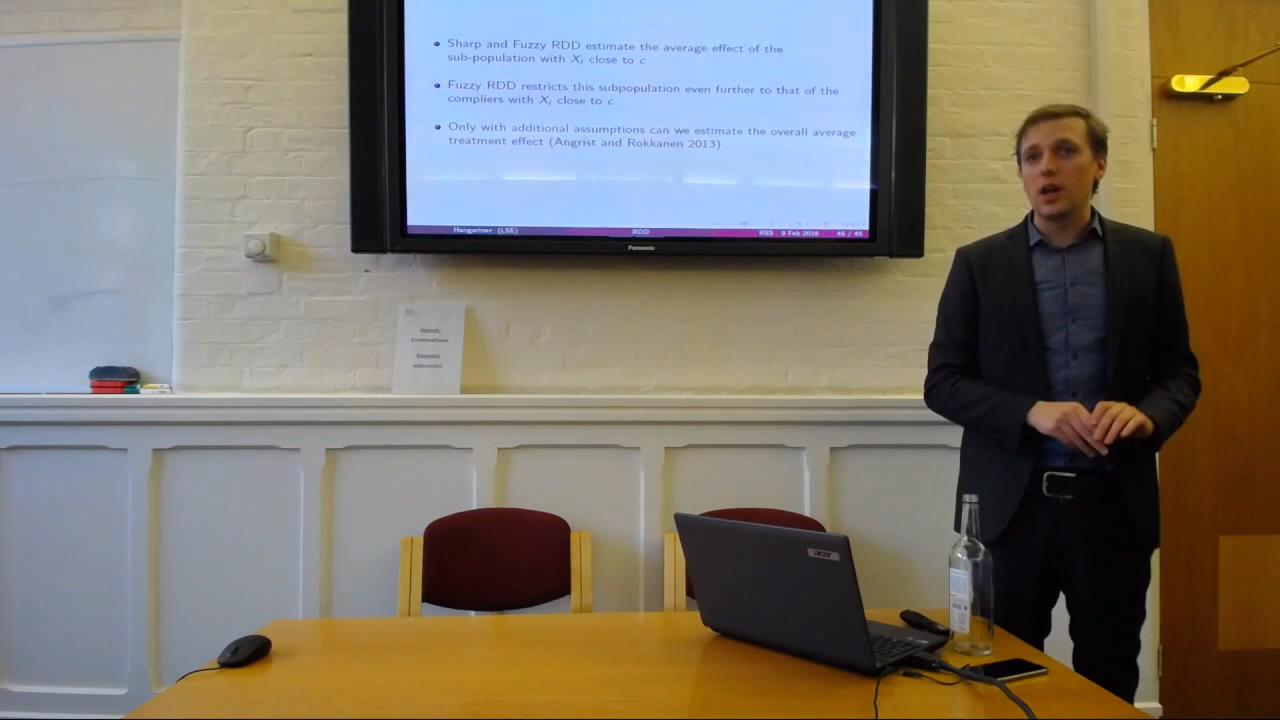 Sharp and Fuzzy RDD estimate the average effect of the
sub-population with Xi close to c
Fuzzy RDD restricts this subpopulation even further to that of the
compliers with Xi close to c
Only with additional assumptions can we estimate the overall average
treatment effect (Angrist and Rokkanen 2013)
Hangartner (LSE) RDD RSS 9 Feb 2016 45 / 45
Panasonic
acer